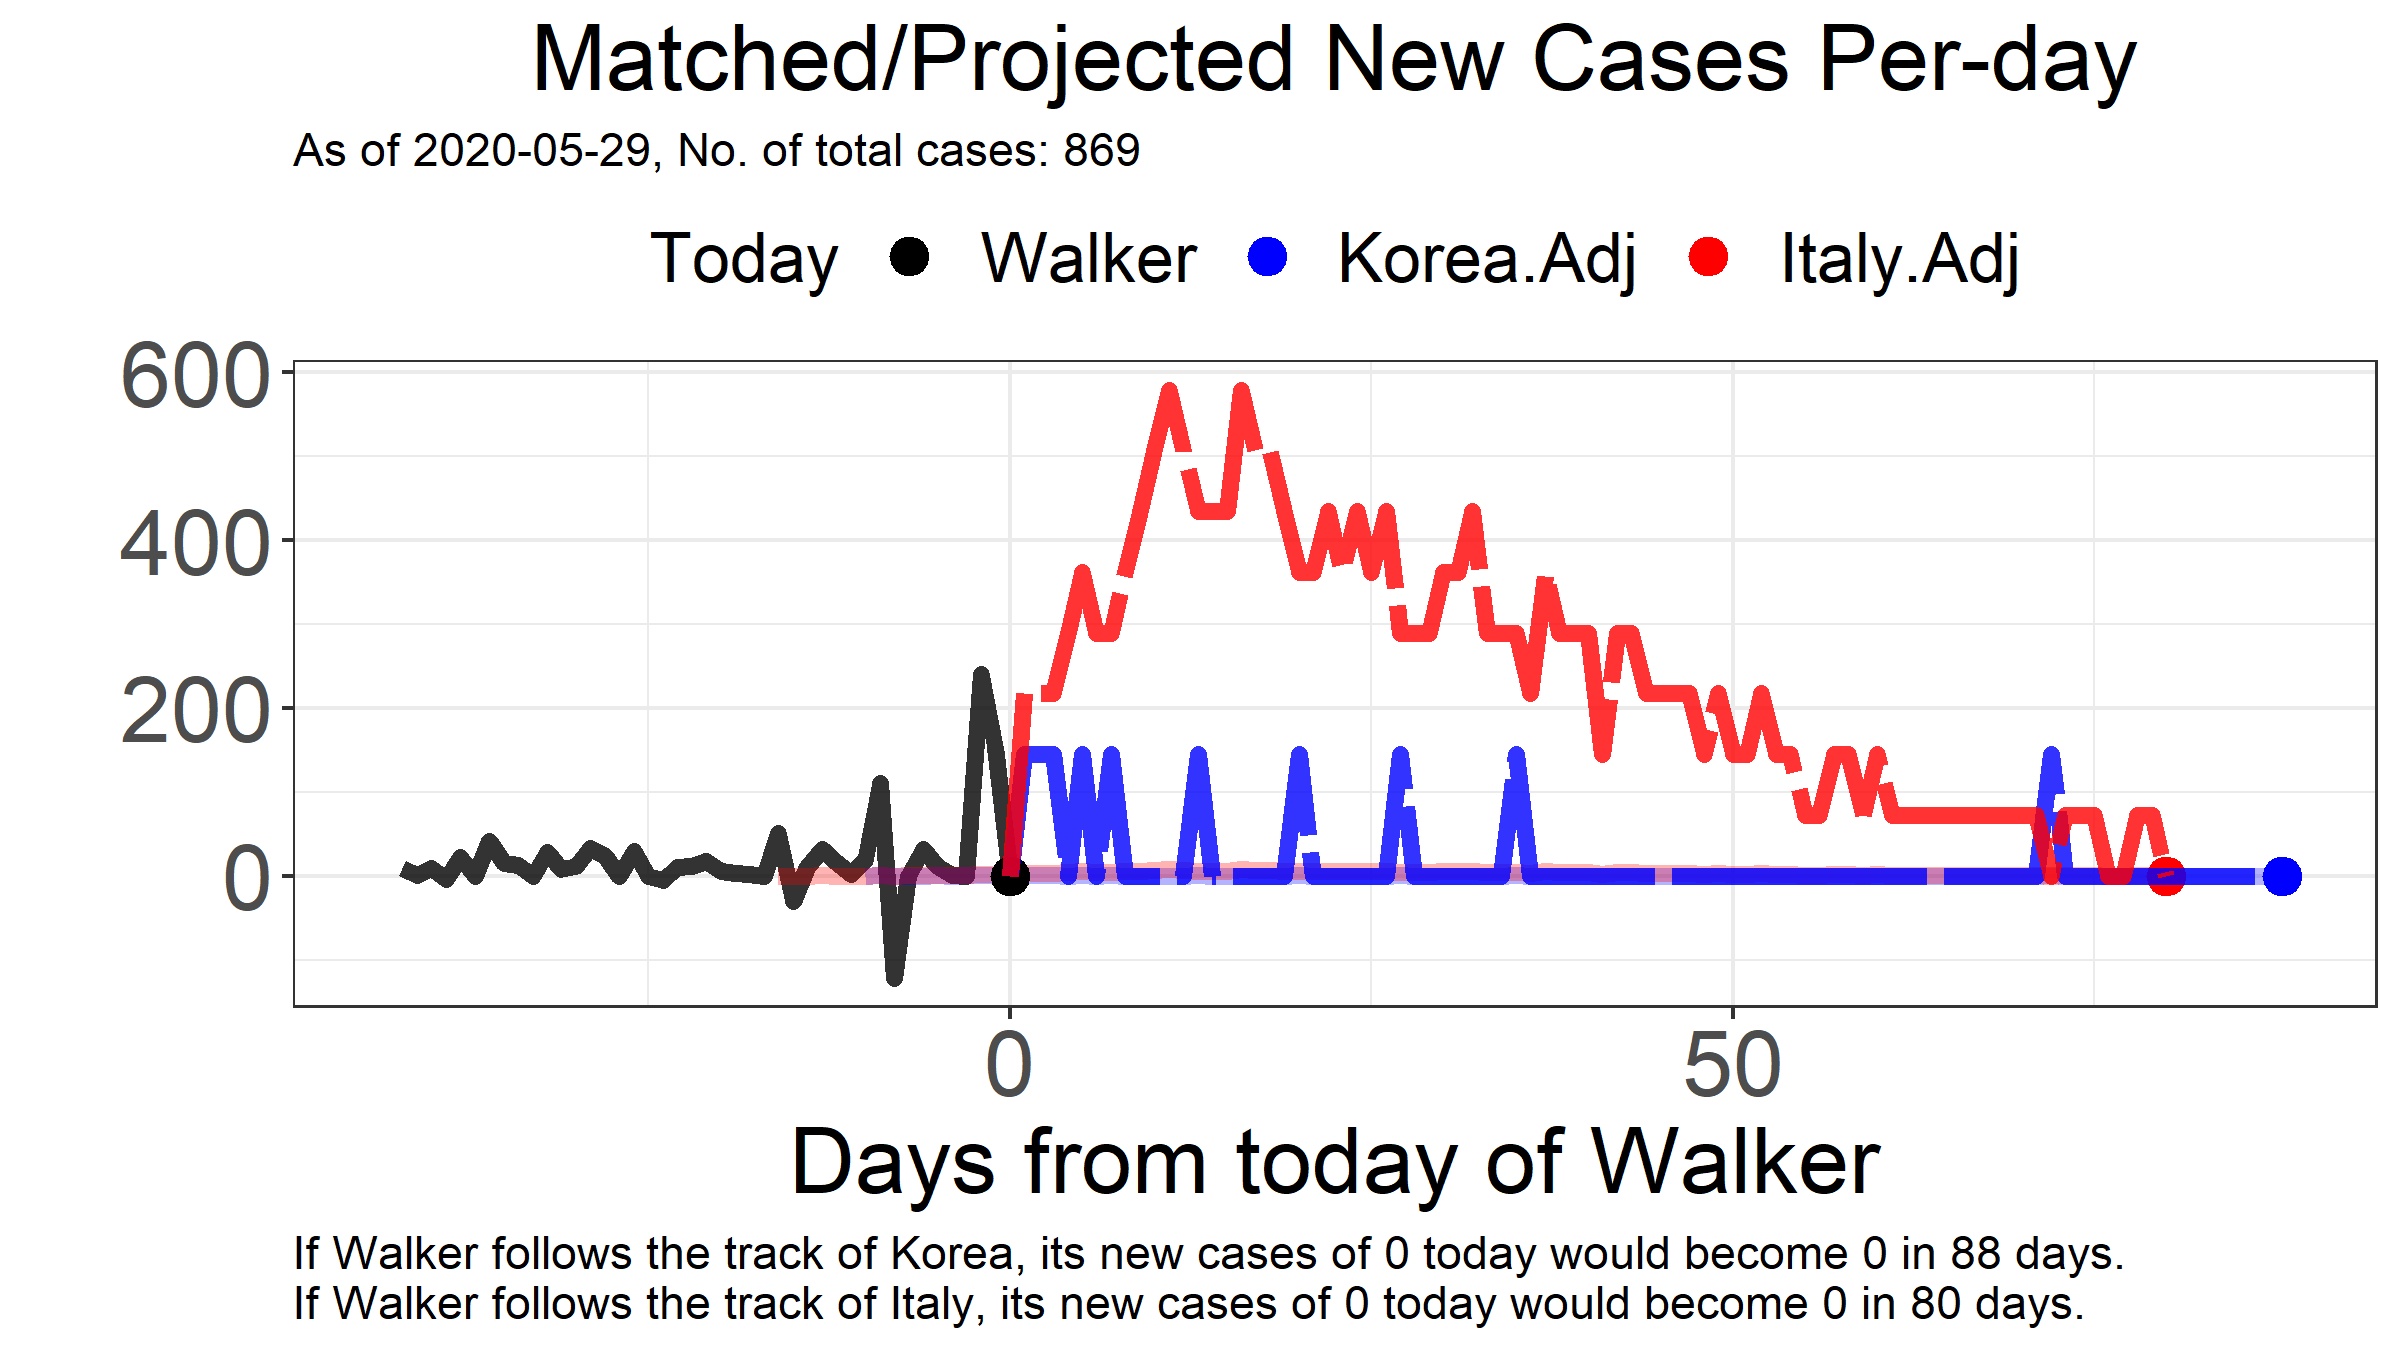 Matched/Projected New Cases Per-day
As of 2020-05-29, No. of total cases: 869
Today Walker Korea.Adj Italy.Adj
600
400
200
0
0 50
Days from today of Walker
If Walker follows the track of Korea, its new cases of 0 today would become 0 in 88 days.
If Walker follows the track of Italy, its new cases of 0 today would become 0 in 80 days.